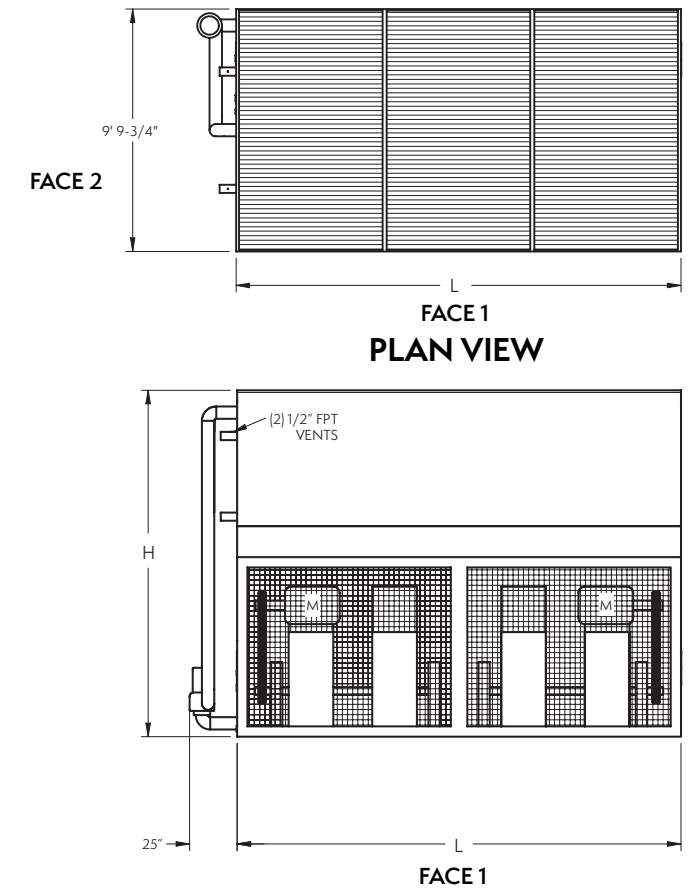 9' 9-3/4"
FACE 2
L
FACE 1
PLAN VIEW
(2) 1/2" FPT
VENTS
H
M
M
25"
L
FACE 1